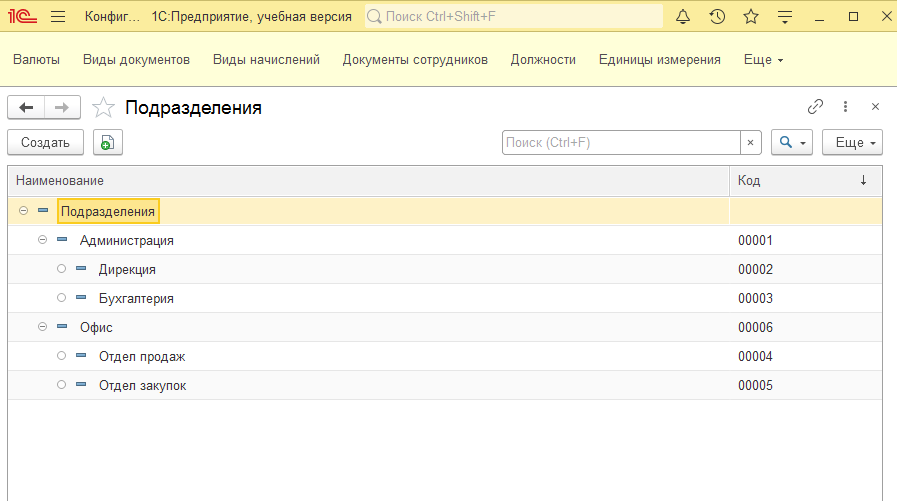 1С Конфиг... 1С:Предприятие, учебная версия Поиск Ctrl+Shift+F
Валюты Виды документов Виды начислений Документы сотрудников Должности Единицы измерения Еще
Подразделения
Создать Поиск (Ctrl+F) × Еще
Наименование Код ↓
Подразделения
Администрация 00001
Дирекция 00002
Бухгалтерия 00003
Офис 00006
Отдел продаж 00004
Отдел закупок 00005